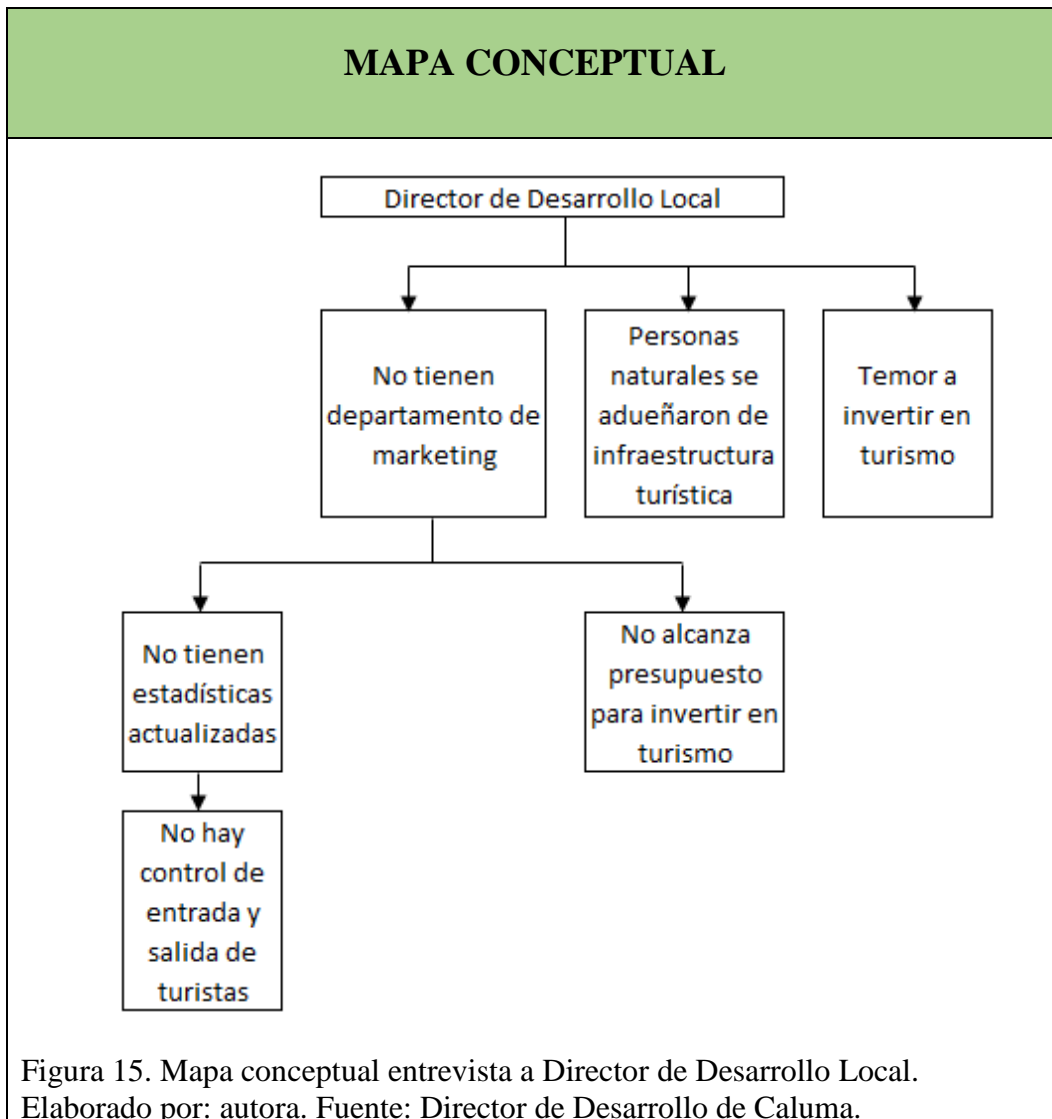 MAPA CONCEPTUAL
Director de Desarrollo Local
No tienen
departamento de
marketing
Personas
naturales se
adueñaron de
infraestructura
turística
Temor a
invertir en
turismo
No tienen
estadísticas
actualizadas
No alcanza
presupuesto
para invertir en
turismo
No hay
control de
entrada y
salida de
turistas
Figura 15. Mapa conceptual entrevista a Director de Desarrollo Local.
Elaborado por: autora. Fuente: Director de Desarrollo de Caluma.